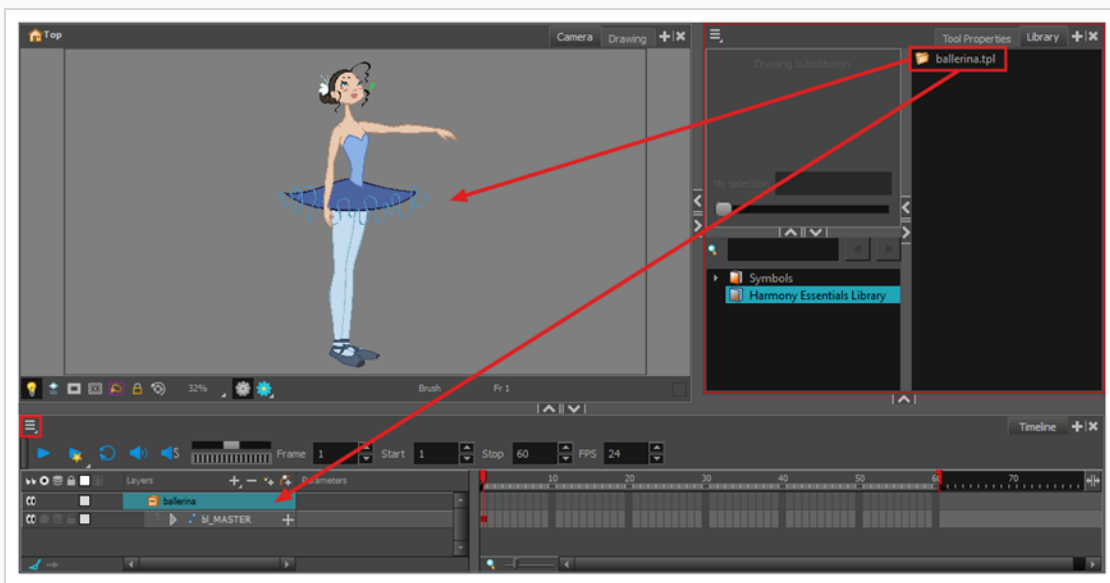 Top
Camera Drawing
Tool Properties Library
Drawing Substitution
ballerina.tpl
No selection
Symbols
Harmony Essentials Library
32% Brush Fr 1
Timeline
S Frame 1 Start 1 Stop 60 FPS 24
Layers Parameters 10 20 30 40 50 60 70
ballerina
bl_MASTER